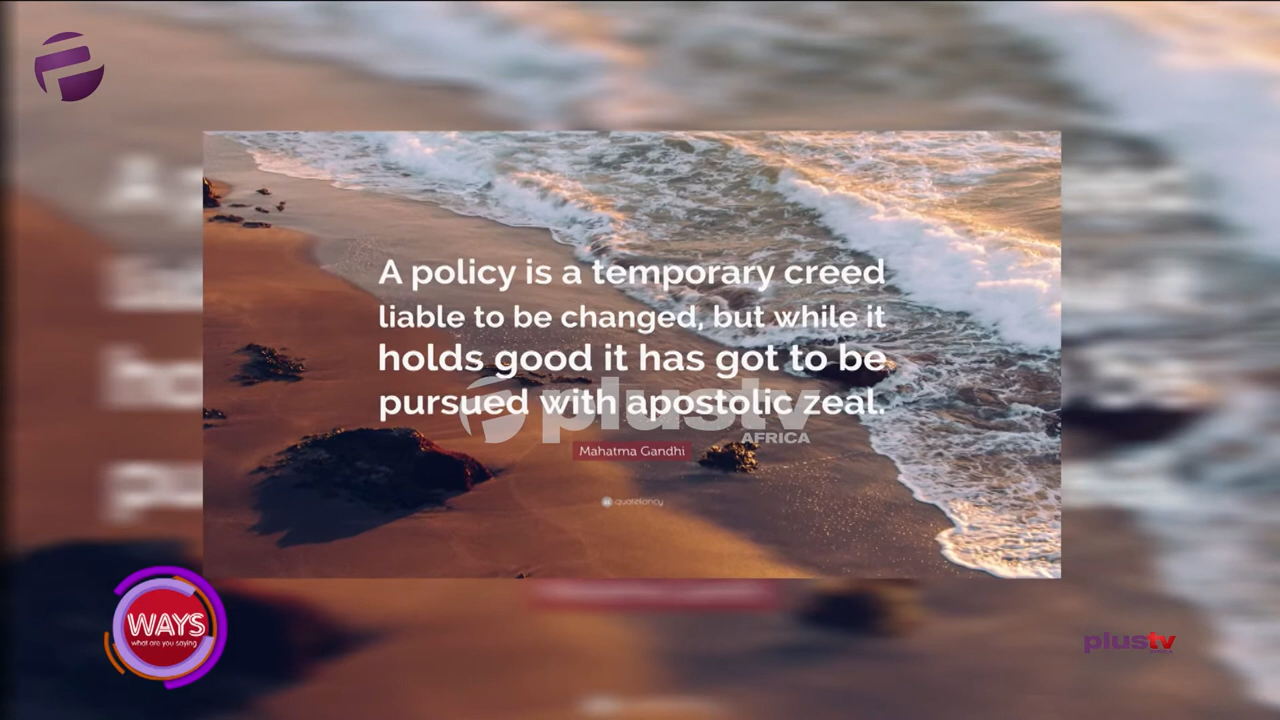 A policy is a temporary creed
liable to be changed, but while it
holds good it has got to be
pursued with apostolic zeal.
plustv
AFRICA
Mahatma Gandhi
quotefancy
WAYS
what are you saying
plustv